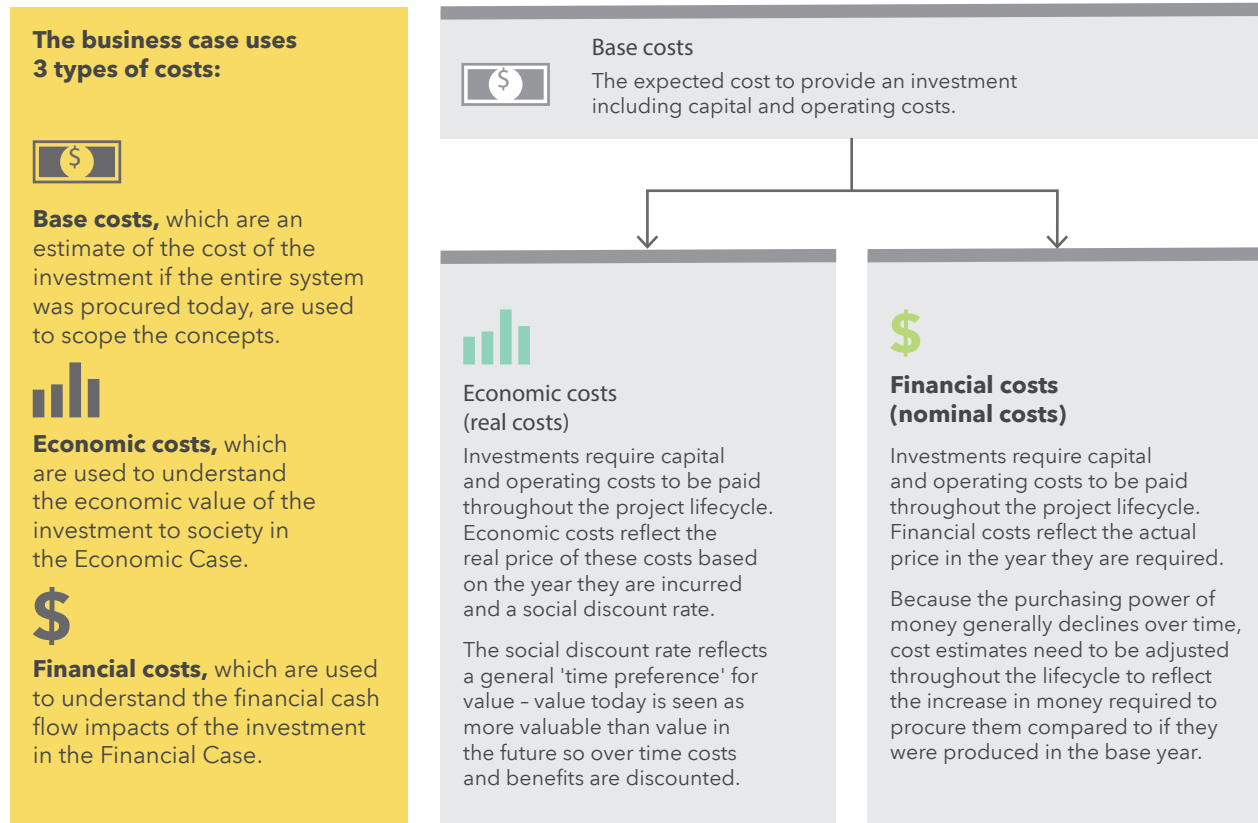 The business case uses
3 types of costs:
$
Base costs, which are an
estimate of the cost of the
investment if the entire system
was procured today, are used
to scope the concepts.
Economic costs, which
are used to understand
the economic value of the
investment to society in
the Economic Case.
$
Financial costs, which are used
to understand the financial cash
flow impacts of the investment
in the Financial Case.
$
Base costs
The expected cost to provide an investment
including capital and operating costs.
Economic costs
(real costs)
Investments require capital
and operating costs to be paid
throughout the project lifecycle.
Economic costs reflect the
real price of these costs based
on the year they are incurred
and a social discount rate.
The social discount rate reflects
a general 'time preference' for
value – value today is seen as
more valuable than value in
the future so over time costs
and benefits are discounted.
$
Financial costs
(nominal costs)
Investments require capital
and operating costs to be paid
throughout the project lifecycle.
Financial costs reflect the actual
price in the year they are required.
Because the purchasing power of
money generally declines over time,
cost estimates need to be adjusted
throughout the lifecycle to reflect
the increase in money required to
procure them compared to if they
were produced in the base year.